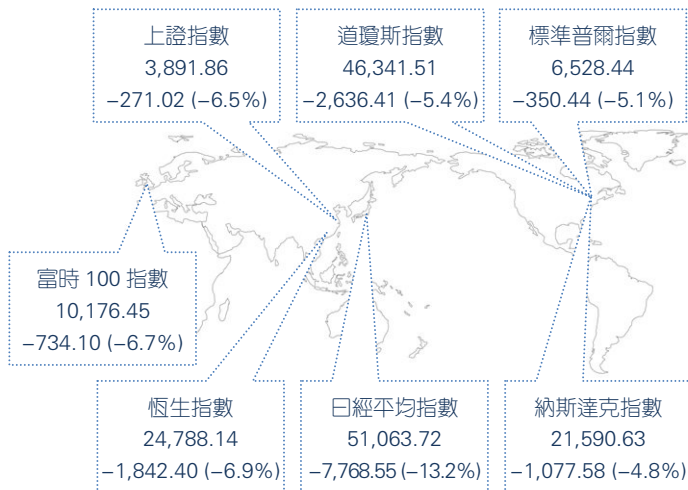 上證指數
3,891.86
−271.02 (−6.5%)
道瓊斯指數
46,341.51
−2,636.41 (−5.4%)
標準普爾指數
6,528.44
−350.44 (−5.1%)
富時 100 指數
10,176.45
−734.10 (−6.7%)
恆生指數
24,788.14
−1,842.40 (−6.9%)
日經平均指數
51,063.72
−7,768.55 (−13.2%)
納斯達克指數
21,590.63
−1,077.58 (−4.8%)